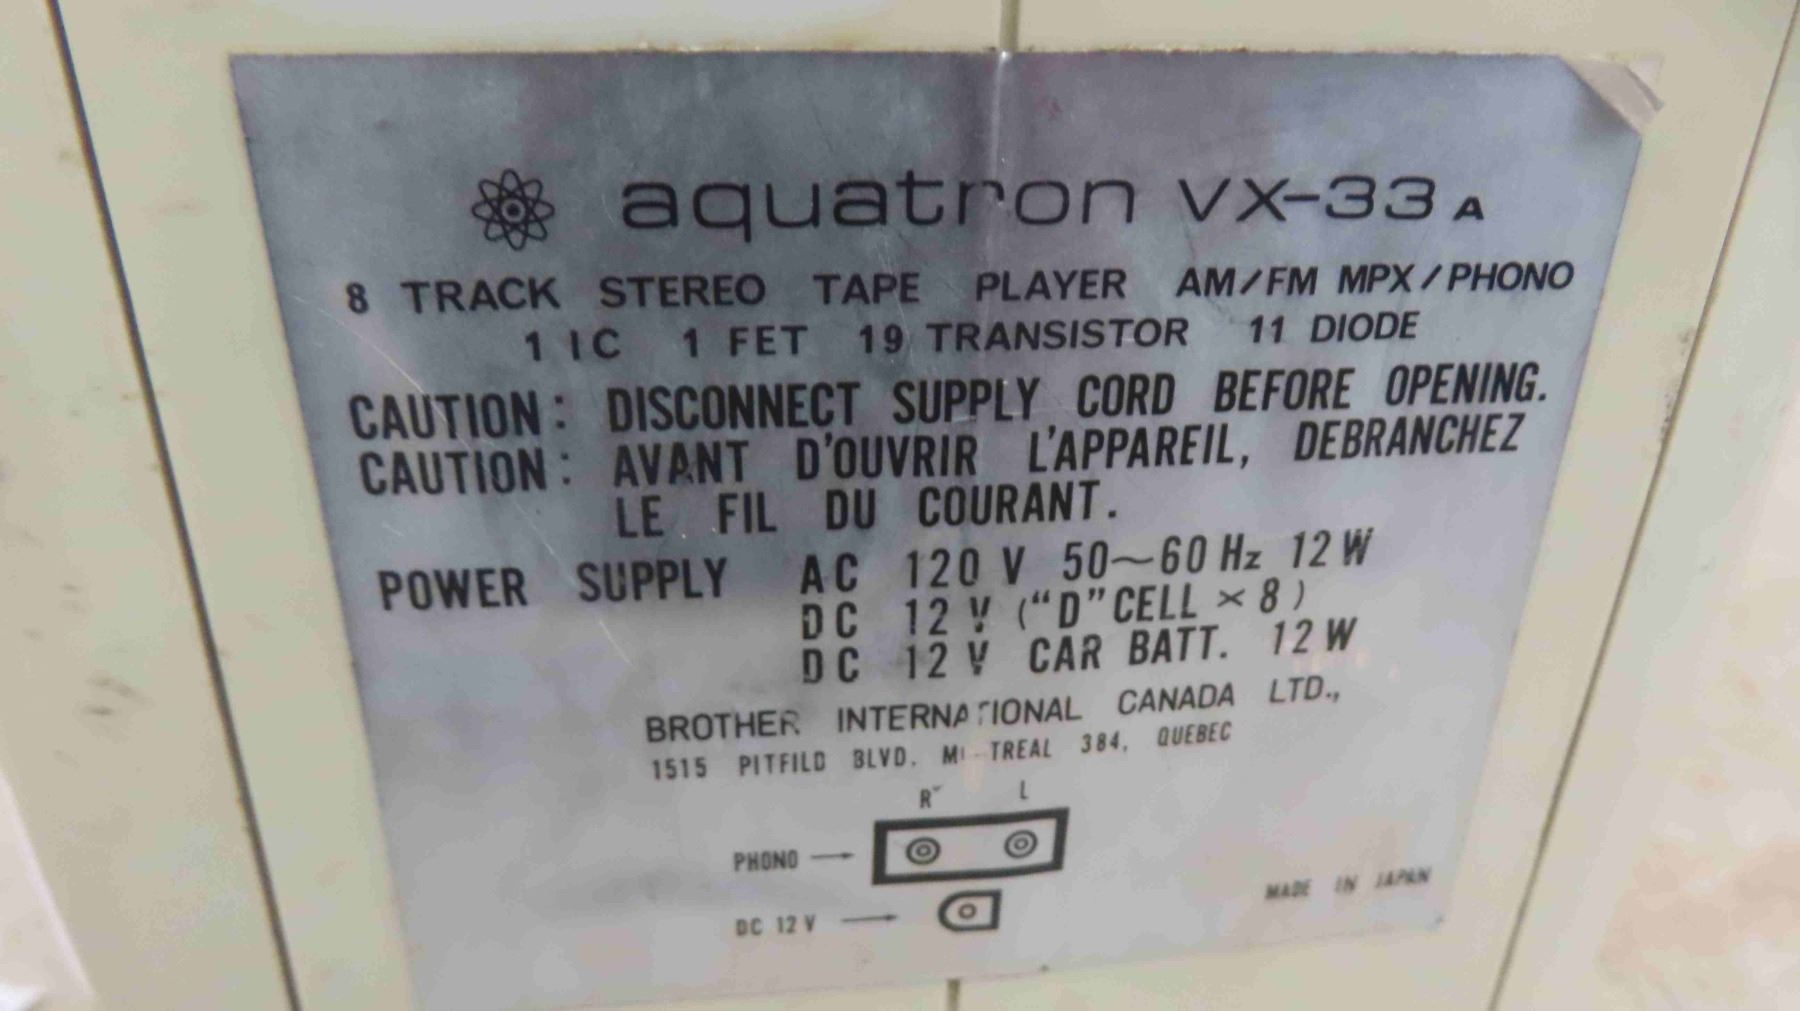 aquatron VX-33 A
8 TRACK STEREO TAPE PLAYER AM/FM MPX/PHONO
1 IC 1 FET 19 TRANSISTOR 11 DIODE
CAUTION: DISCONNECT SUPPLY CORD BEFORE OPENING.
CAUTION: AVANT D'OUVRIR L'APPAREIL, DEBRANCHEZ
LE FIL DU COURANT.
POWER SUPPLY AC 120 V 50~60 Hz 12 W
DC 12 V ("D" CELL × 8)
DC 12 V CAR BATT. 12 W
BROTHER INTERNATIONAL CANADA LTD.,
1515 PITFILD BLVD. 384, QUEBEC
R L
PHONO
DC 12 V
MADE IN JAPAN